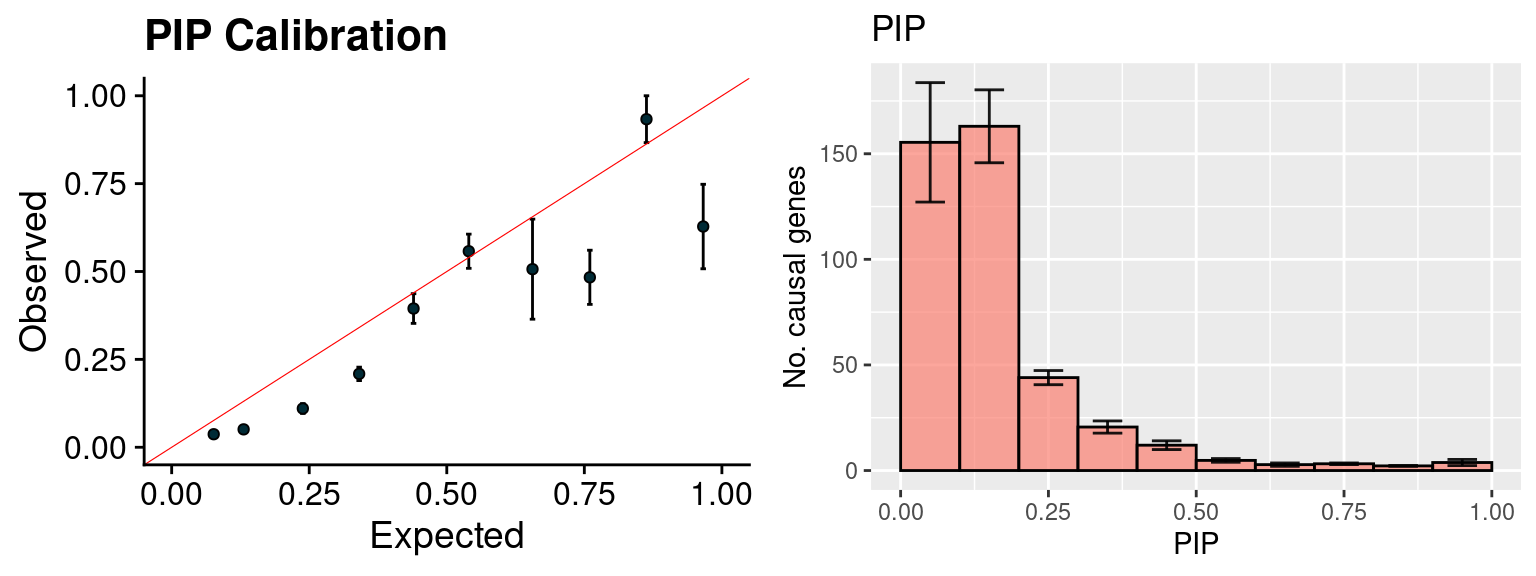 PIP Calibration
1.00
0.75
0.50
0.25
0.00
Observed
0.00 0.25 0.50 0.75 1.00
Expected
PIP
150
100
50
0
No. causal genes
0.00 0.25 0.50 0.75 1.00
PIP